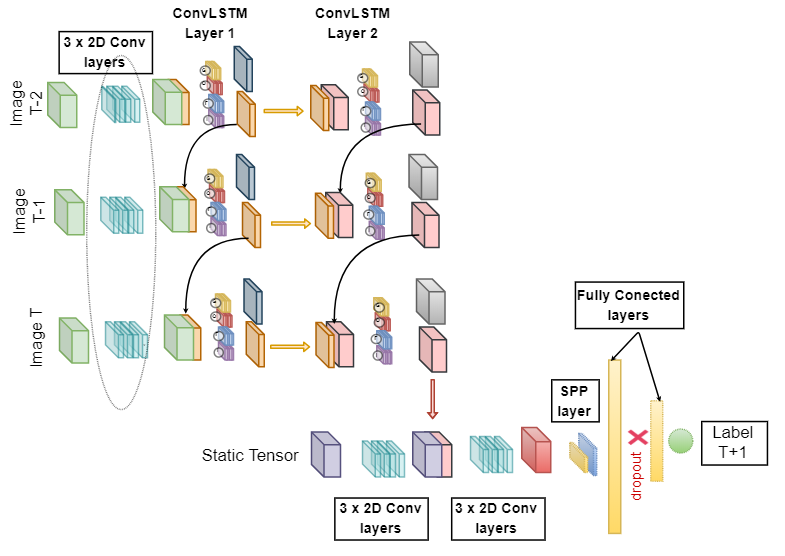 ConvLSTM
Layer 1
ConvLSTM
Layer 2
3 x 2D Conv
layers
Image
T-2
Image
T-1
Image T
Fully Conected
layers
SPP
layer
Static Tensor
dropout
Label
T+1
3 x 2D Conv
layers
3 x 2D Conv
layers